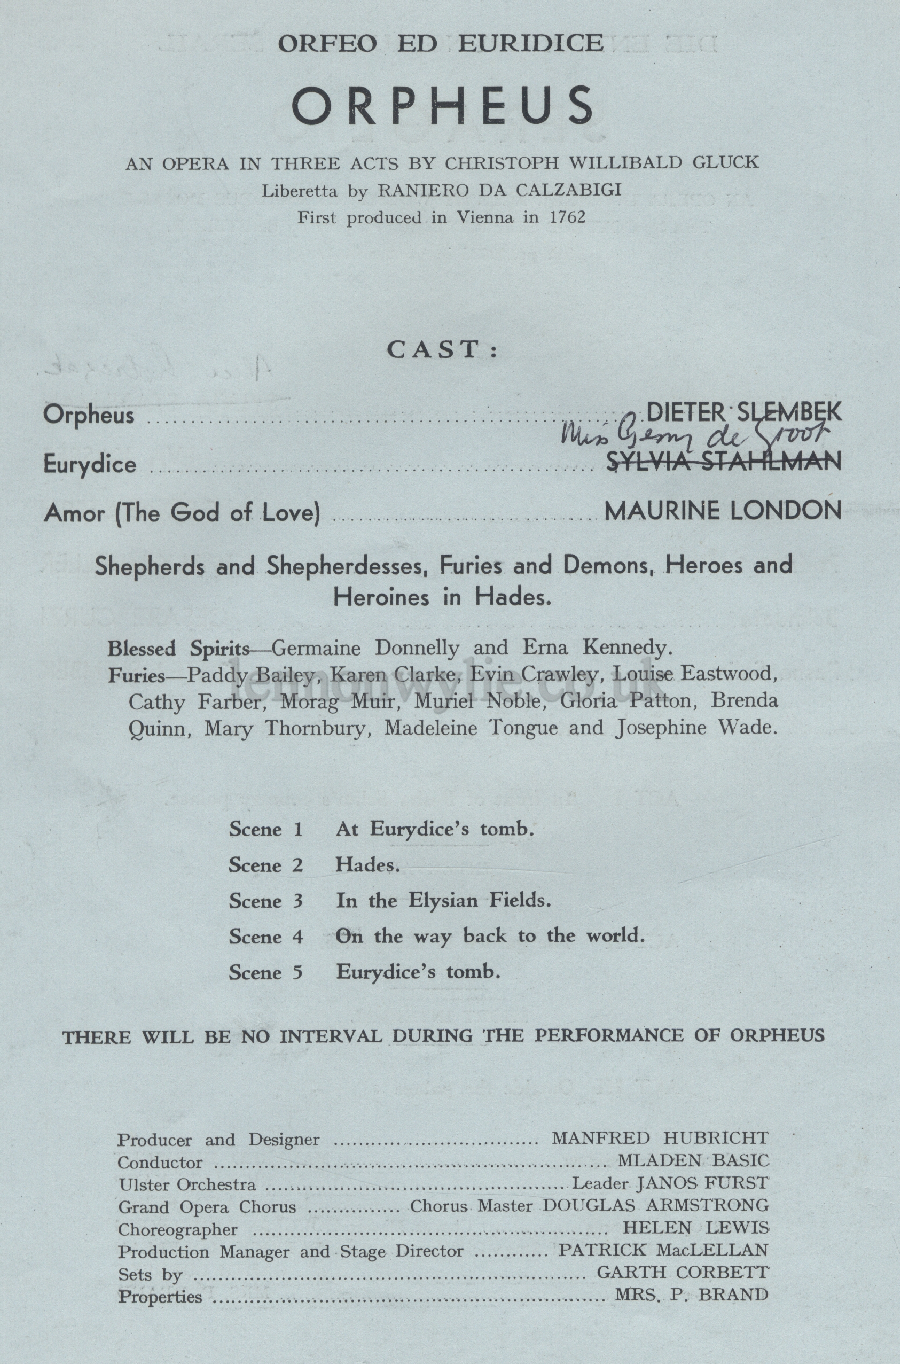 ORFEO ED EURIDICE
ORPHEUS
AN OPERA IN THREE ACTS BY CHRISTOPH WILLIBALD GLUCK
Liberetta by RANIERO DA CALZABIGI
First produced in Vienna in 1762
CAST:
Orpheus ........ DIETER SLEMBEK
Miss Gemy de Groot
Eurydice ........ SYLVIA STAHLMAN
Amor (The God of Love) ........ MAURINE LONDON
Shepherds and Shepherdesses, Furies and Demons, Heroes and
Heroines in Hades.
Blessed Spirits—Germaine Donnelly and Erna Kennedy.
Furies—Paddy Bailey, Karen Clarke, Evin Crawley, Louise Eastwood,
lennonwylie.co.uk
Cathy Farber, Morag Muir, Muriel Noble, Gloria Patton, Brenda
Quinn, Mary Thornbury, Madeleine Tongue and Josephine Wade.
Scene 1 At Eurydice's tomb.
Scene 2 Hades.
Scene 3 In the Elysian Fields.
Scene 4 On the way back to the world.
Scene 5 Eurydice's tomb.
THERE WILL BE NO INTERVAL DURING THE PERFORMANCE OF ORPHEUS
Producer and Designer ........ MANFRED HUBRICHT
Conductor ........ MLADEN BASIC
Ulster Orchestra ........ Leader JANOS FURST
Grand Opera Chorus ........ Chorus Master DOUGLAS ARMSTRONG
Choreographer ........ HELEN LEWIS
Production Manager and Stage Director ........ PATRICK MacLELLAN
Sets by ........ GARTH CORBETT
Properties ........ MRS. P. BRAND